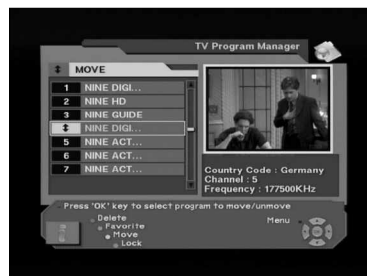 TV Program Manager
MOVE
1 NINE DIGI...
2 NINE HD
3 NINE GUIDE
NINE DIGI...
5 NINE ACT...
6 NINE ACT...
7 NINE ACT...
Country Code : Germany
Channel : 5
Frequency : 177500KHz
Press 'OK' key to select program to move/unmove
Delete
Favorite
Menu
Move
Lock